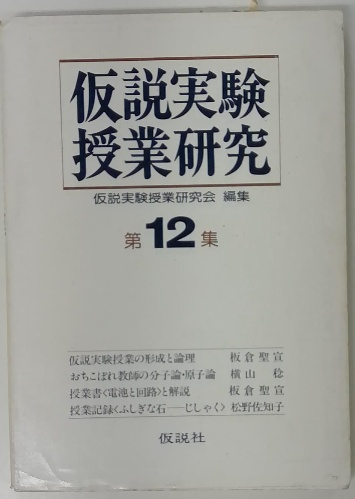 仮説実験
授業研究
仮説実験授業研究会 編集
第12集
仮説実験授業の形成と論理 板倉聖宣
おちこぼれ教師の分子論・原子論 横山 稔
授業書〈電池と回路〉と解説 板倉聖宣
授業記録〈ふしぎな石——じしゃく〉 松野佐知子
仮説社